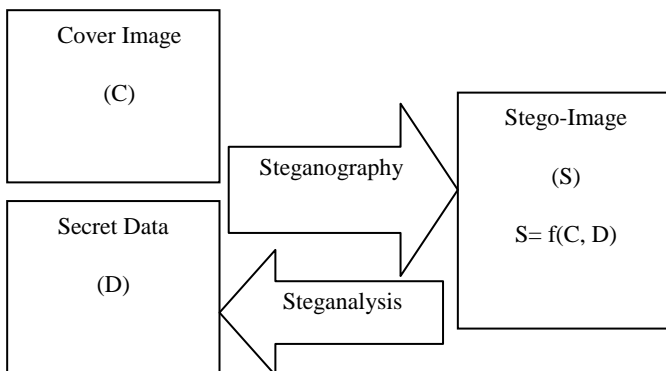 Cover Image
(C)
Steganography
Stego-Image
(S)
S= f(C, D)
Secret Data
(D)
Steganalysis